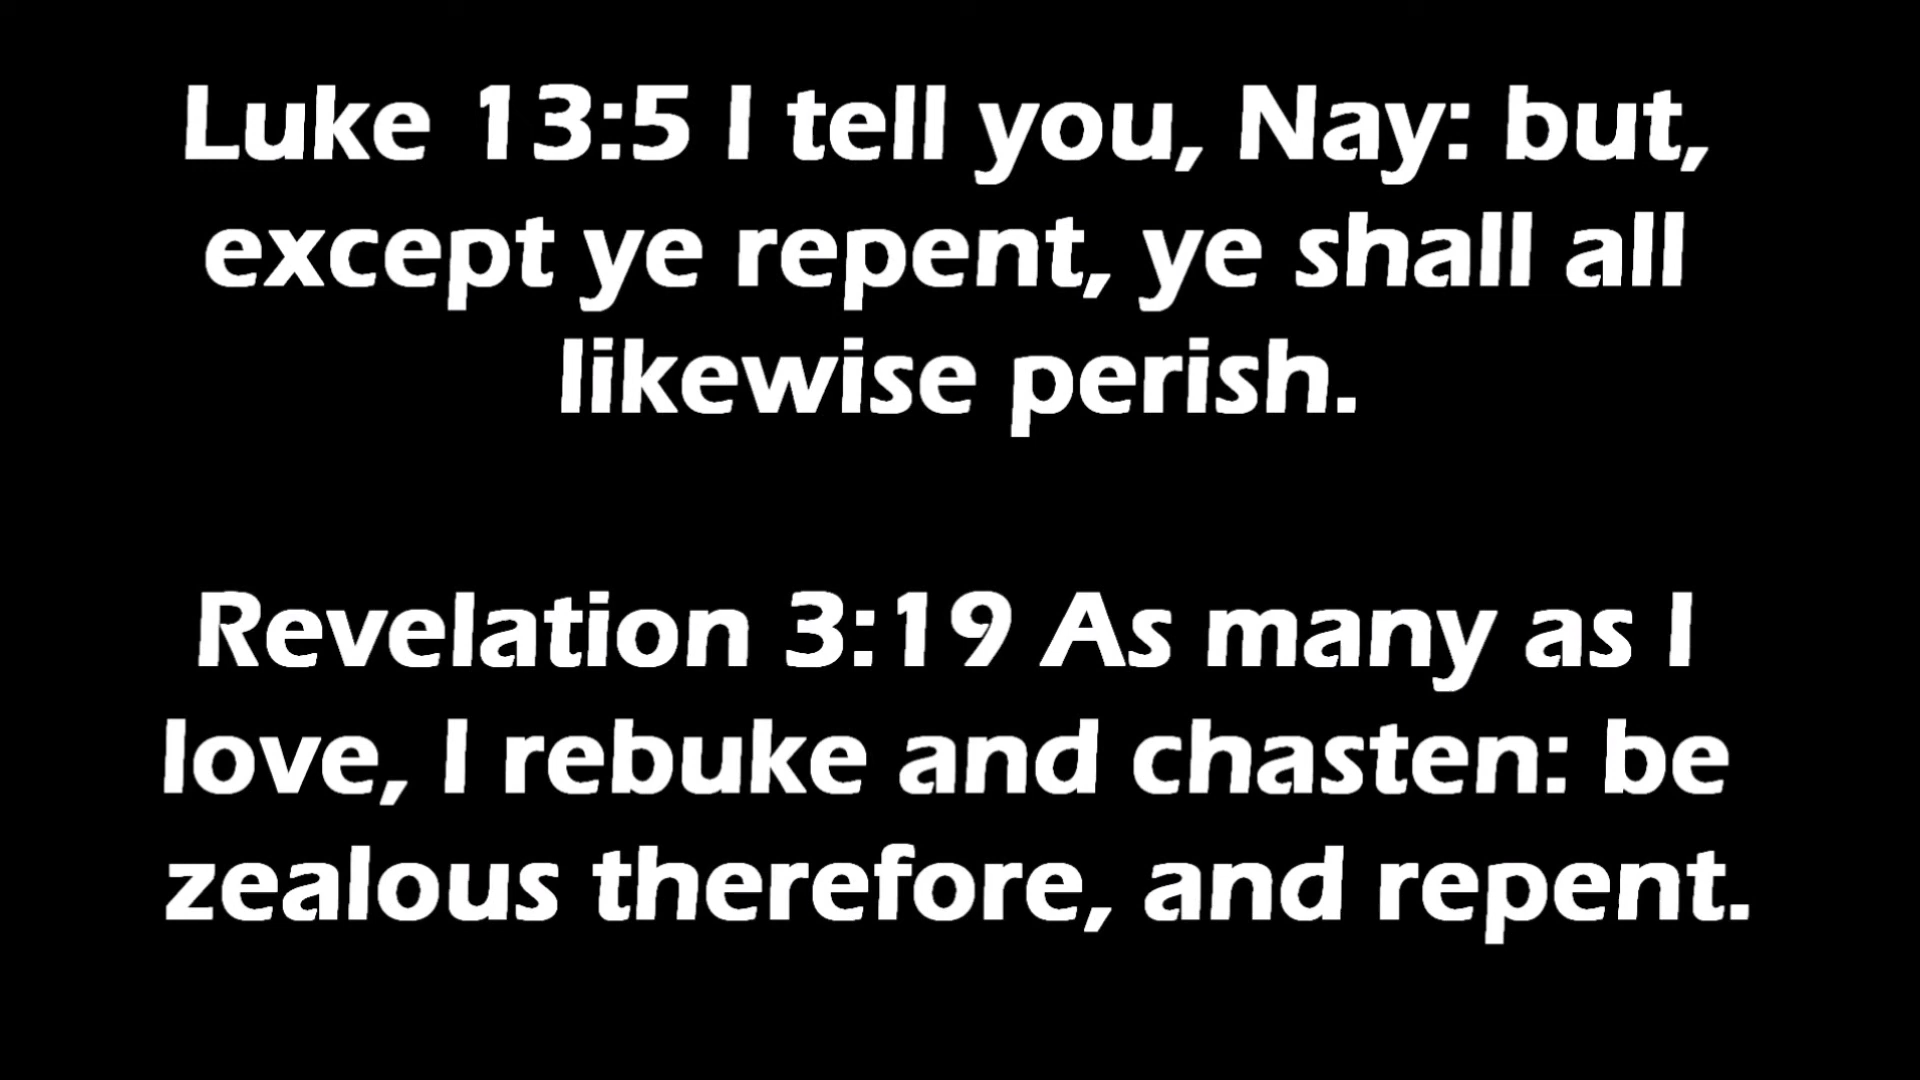 Luke 13:5 I tell you, Nay: but,
except ye repent, ye shall all
likewise perish.
Revelation 3:19 As many as I
love, I rebuke and chasten: be
zealous therefore, and repent.